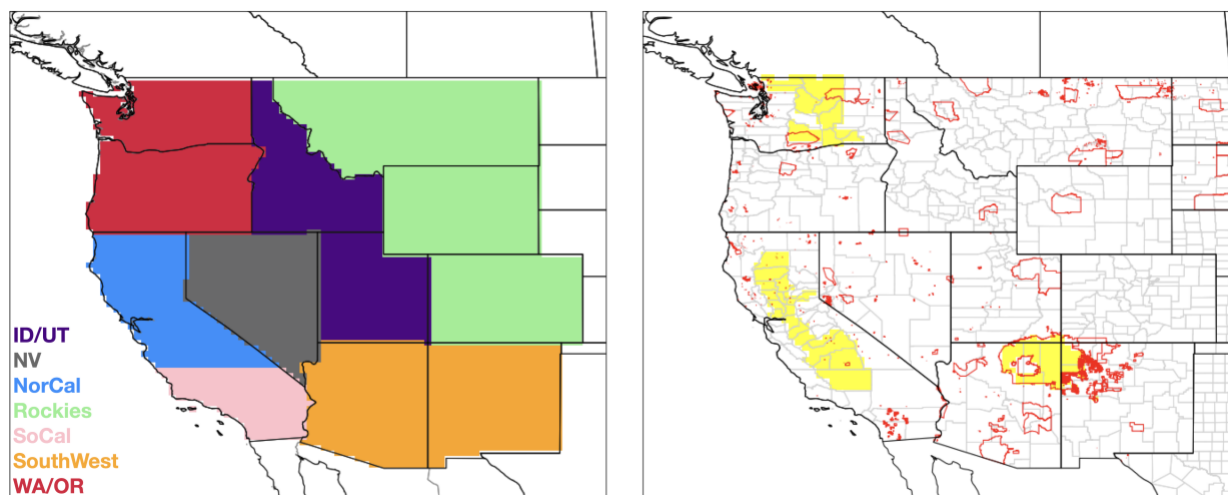 ID/UT
NV
NorCal
Rockies
SoCal
SouthWest
WA/OR